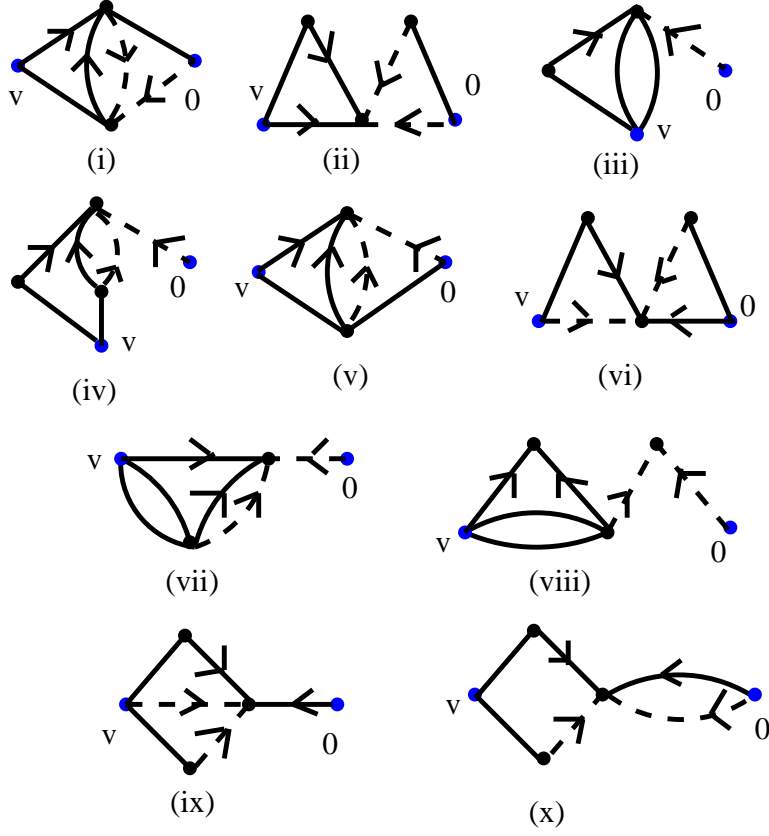 v 0
(i)
v 0
(ii)
v 0
(iii)
v 0
(iv)
v 0
(v)
v 0
(vi)
v 0
(vii)
v 0
(viii)
v 0
(ix)
v 0
(x)